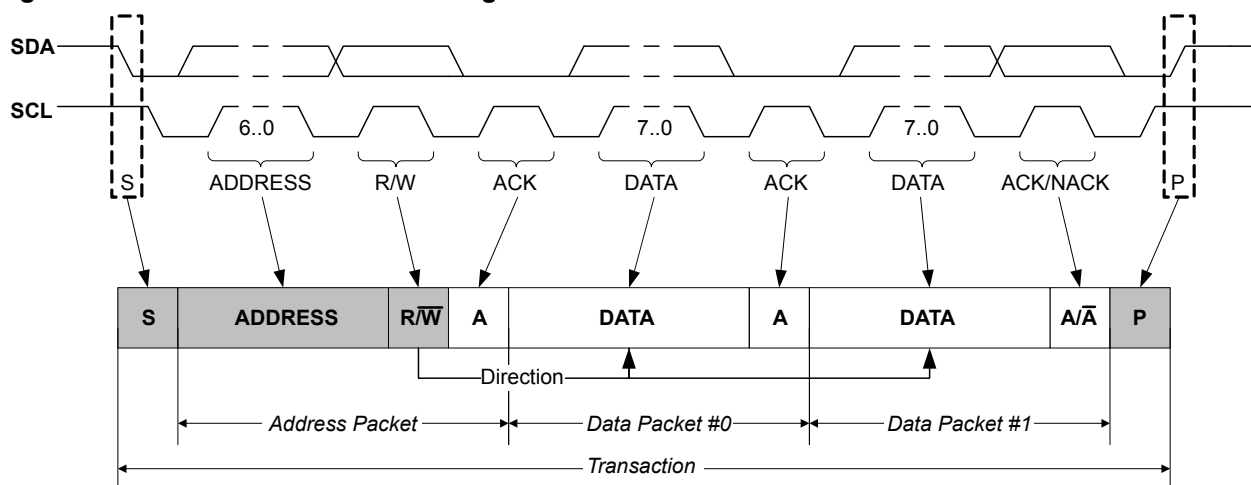 SDA
SCL
6..0 7..0 7..0
S ADDRESS R/W ACK DATA ACK DATA ACK/NACK P
S ADDRESS R/W̅ A DATA A DATA A/A̅ P
Direction
Address Packet Data Packet #0 Data Packet #1
Transaction